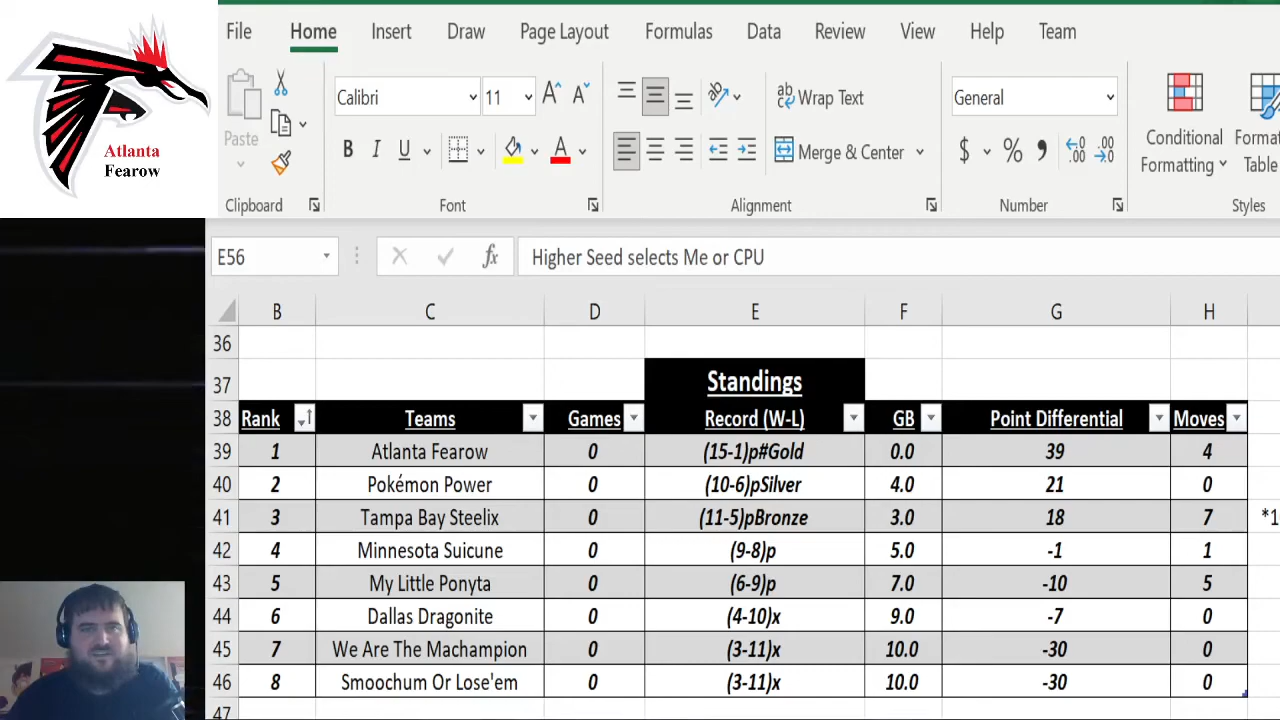 Atlanta
Fearow
File Home Insert Draw Page Layout Formulas Data Review View Help Team
Paste
Calibri 11
B I U A
ab Wrap Text
Merge & Center
General
$ % 9 .00 .00
Conditional
Formatting
Forma
Table
Clipboard Font Alignment Number Styles
E56 fx Higher Seed selects Me or CPU
B C D E F G H
36
37 Standings
38 Rank Teams Games Record (W-L) GB Point Differential Moves
39 1 Atlanta Fearow 0 (15-1)p#Gold 0.0 39 4
40 2 Pokémon Power 0 (10-6)pSilver 4.0 21 0
41 3 Tampa Bay Steelix 0 (11-5)pBronze 3.0 18 7 *1
42 4 Minnesota Suicune 0 (9-8)p 5.0 -1 1
43 5 My Little Ponyta 0 (6-9)p 7.0 -10 5
44 6 Dallas Dragonite 0 (4-10)x 9.0 -7 0
45 7 We Are The Machampion 0 (3-11)x 10.0 -30 0
46 8 Smoochum Or Lose'em 0 (3-11)x 10.0 -30 0
47